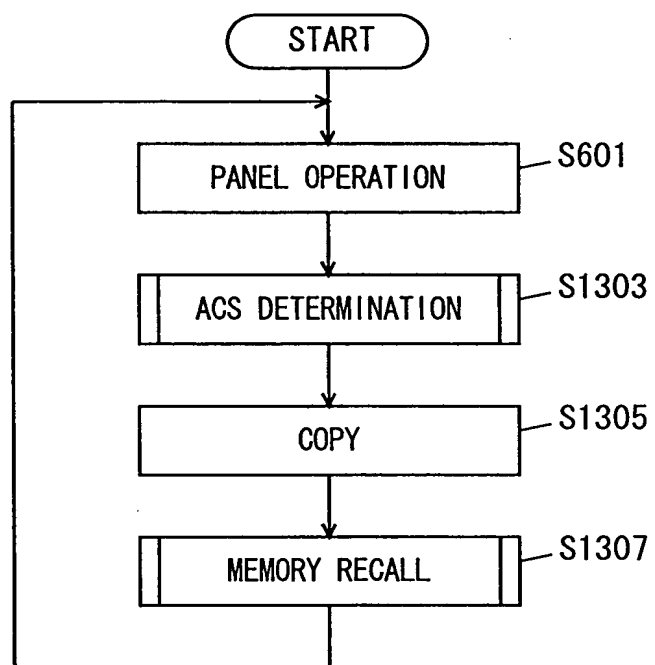 START
PANEL OPERATION
S601
ACS DETERMINATION
S1303
COPY
S1305
MEMORY RECALL
S1307